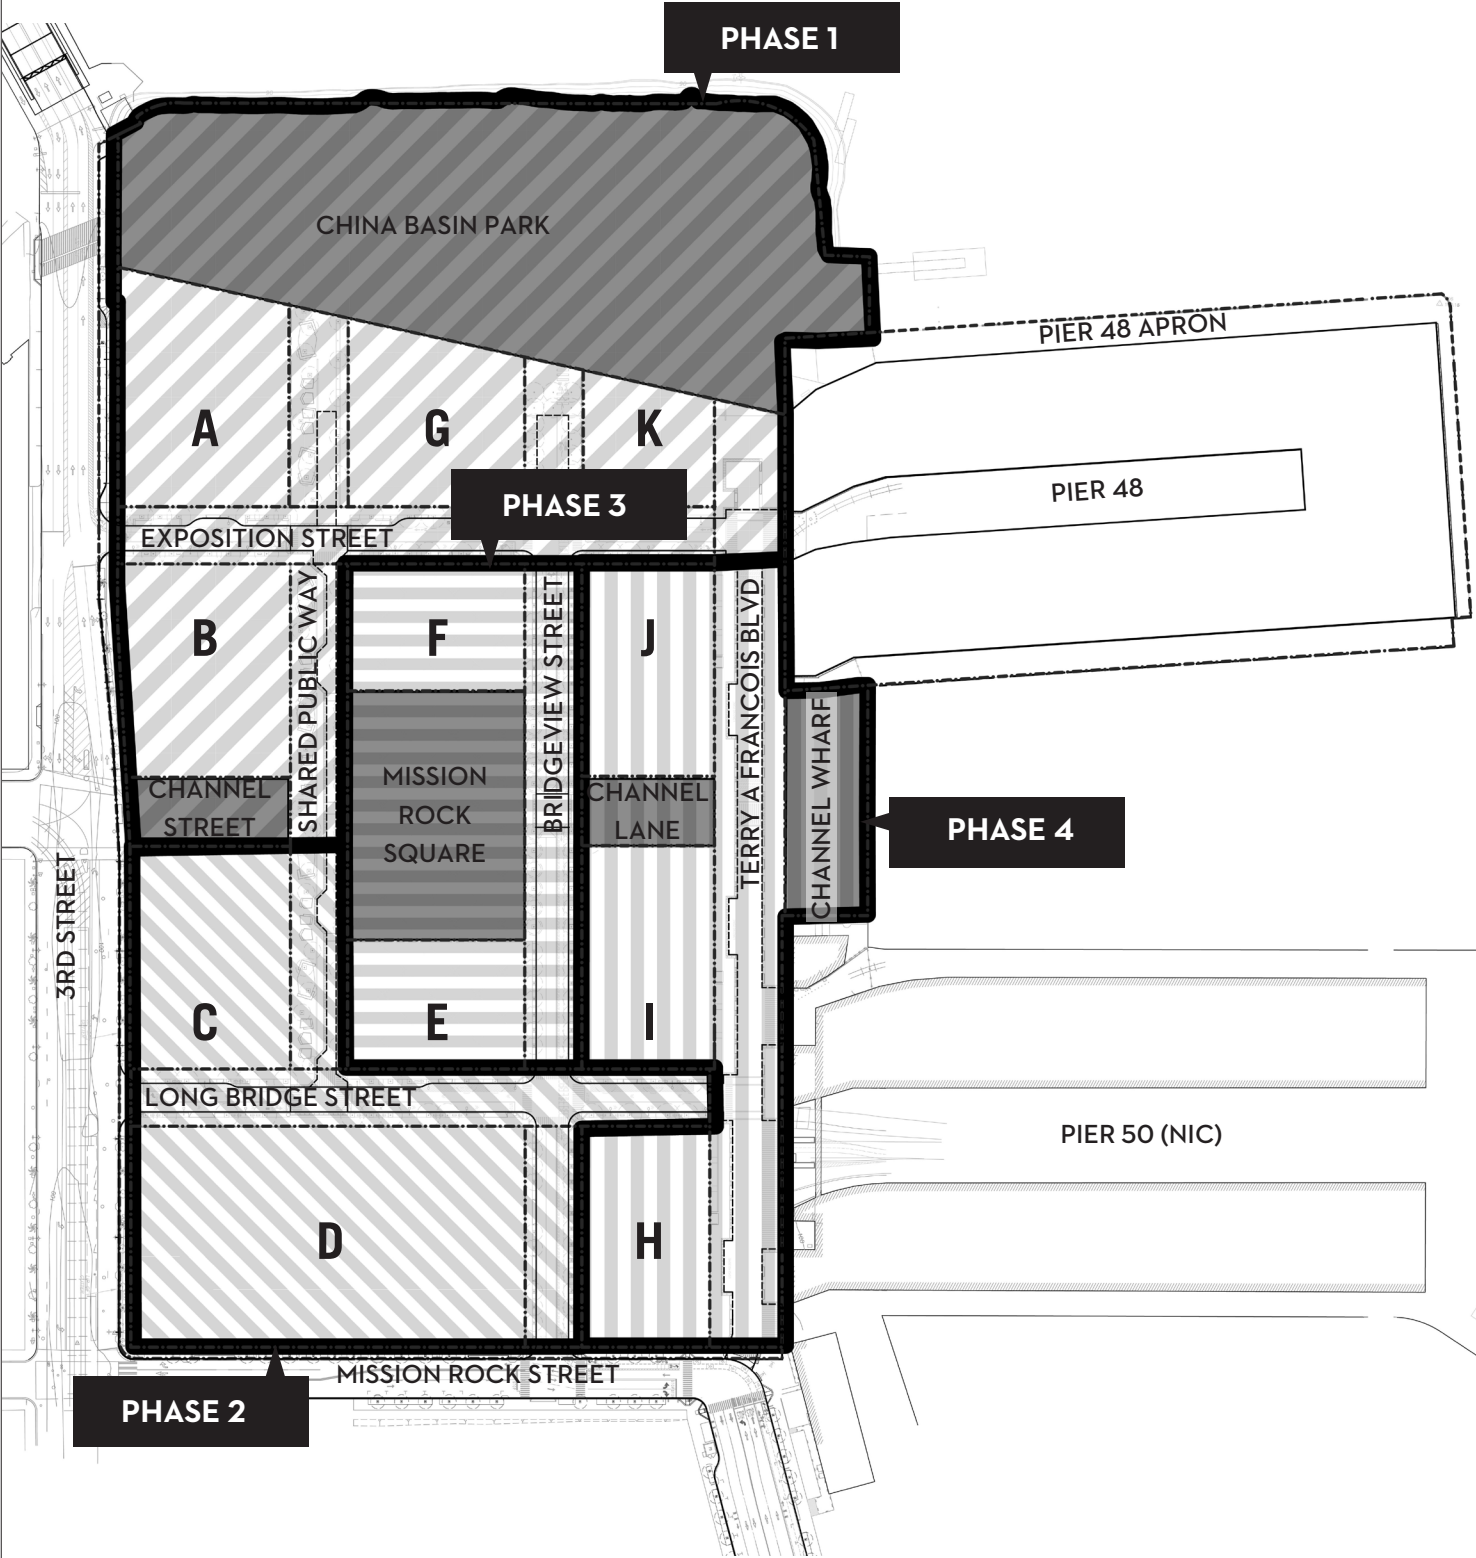 PHASE 1
CHINA BASIN PARK
PIER 48 APRON
A
G
K
PIER 48
PHASE 3
EXPOSITION STREET
B
SHARED PUBLIC WAY
F
BRIDGEVIEW STREET
J
TERRY A FRANCOIS BLVD
CHANNEL WHARF
CHANNEL
STREET
MISSION
ROCK
SQUARE
CHANNEL
LANE
PHASE 4
3RD STREET
C
E
I
LONG BRIDGE STREET
PIER 50 (NIC)
D
H
MISSION ROCK STREET
PHASE 2